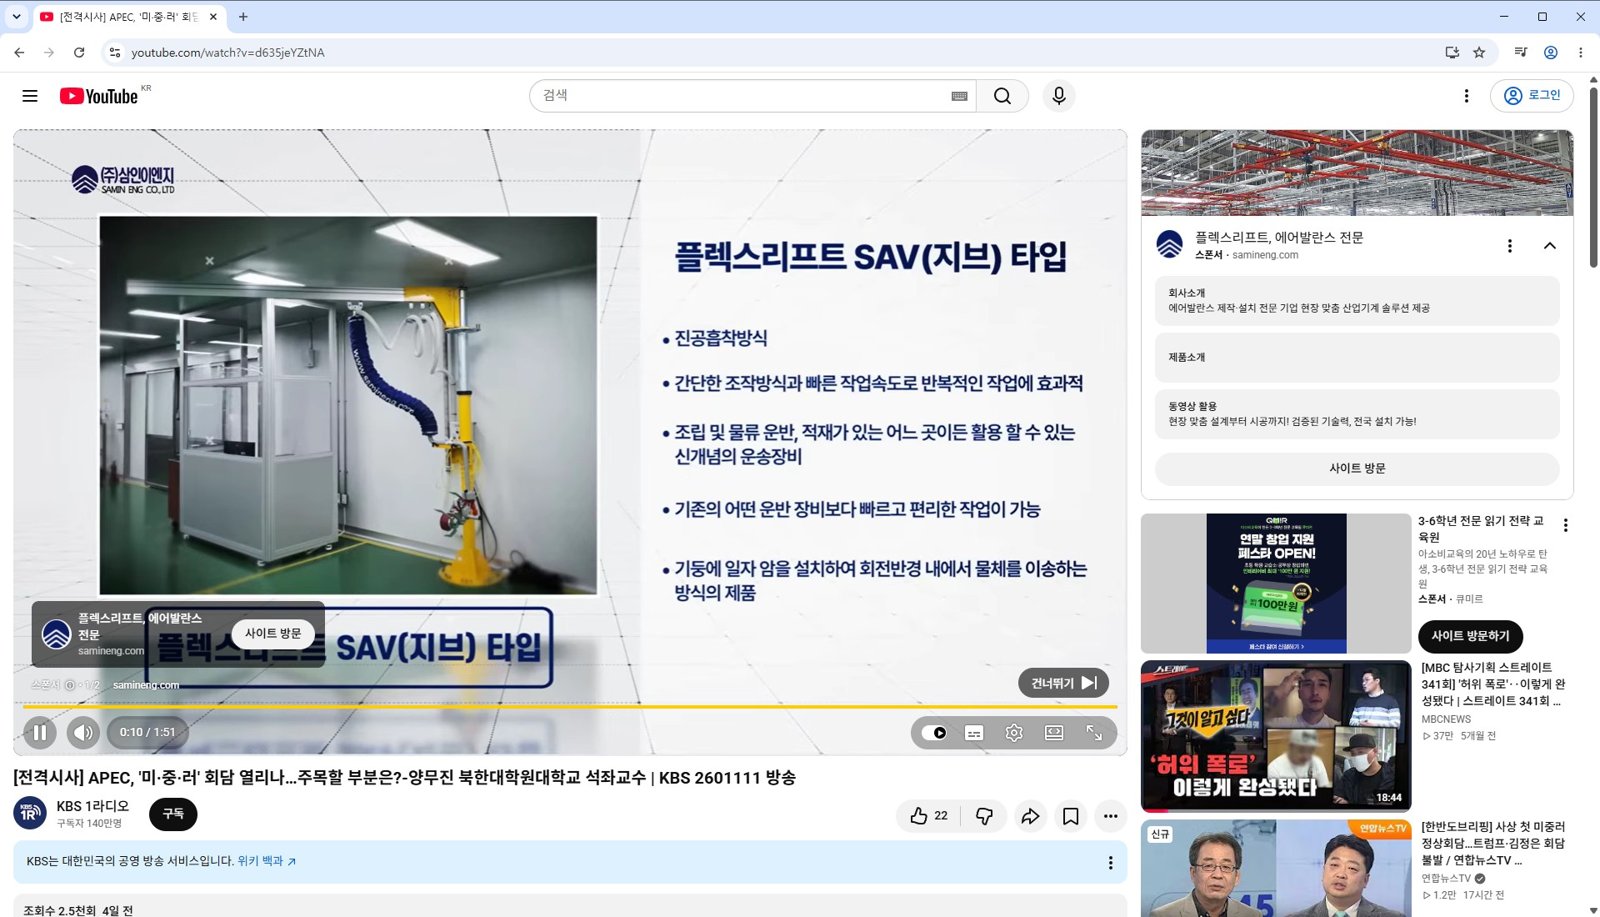 [전격시사] APEC, '미·중·러' 회담
youtube.com/watch?v=d635jeYZtNA
YouTube KR
검색
로그인
(주)삼인이엔지
SAMIN ENG CO.,LTD
플렉스리프트 SAV(지브) 타입
• 진공흡착방식
• 간단한 조작방식과 빠른 작업속도로 반복적인 작업에 효과적
• 조립 및 물류 운반, 적재가 있는 어느 곳이든 활용 할 수 있는
신개념의 운송장비
• 기존의 어떤 운반 장비보다 빠르고 편리한 작업이 가능
• 기둥에 일자 암을 설치하여 회전반경 내에서 물체를 이송하는
방식의 제품
www.samineng.com
플렉스리프트 SAV(지브) 타입
플렉스리프트, 에어발란스
전문
samineng.com
사이트 방문
스폰서 · 1/2 samineng.com
건너뛰기
0:10 / 1:51
[전격시사] APEC, '미·중·러' 회담 열리나…주목할 부분은?-양무진 북한대학원대학교 석좌교수 | KBS 2601111 방송
KBS 1R
KBS 1라디오
구독자 140만명
구독
22
KBS는 대한민국의 공영 방송 서비스입니다. 위키 백과
조회수 2.5천회 4일 전
플렉스리프트, 에어발란스 전문
스폰서 · samineng.com
회사소개
에어발란스 제작·설치 전문 기업 현장 맞춤 산업기계 솔루션 제공
제품소개
동영상 활용
현장 맞춤 설계부터 시공까지! 검증된 기술력, 전국 설치 가능!
사이트 방문
연말 창업 지원
페스타 OPEN!
100만원
3-6학년 전문 읽기 전략 교
육원
아소비교육의 20년 노하우로 탄
생, 3-6학년 전문 읽기 전략 교육
원
스폰서 · 큐미르
사이트 방문하기
스트레이트
그것이 알고 싶다
'허위 폭로'
이렇게 완성됐다
18:44
[MBC 탐사기획 스트레이트
341회] '허위 폭로'··이렇게 완
성됐다 | 스트레이트 341회 ...
MBCNEWS
37만 5개월 전
신규
연합뉴스TV
[한반도브리핑] 사상 첫 미중러
정상회담…트럼프·김정은 회담
불발 / 연합뉴스TV ...
연합뉴스TV
1.2만 17시간 전